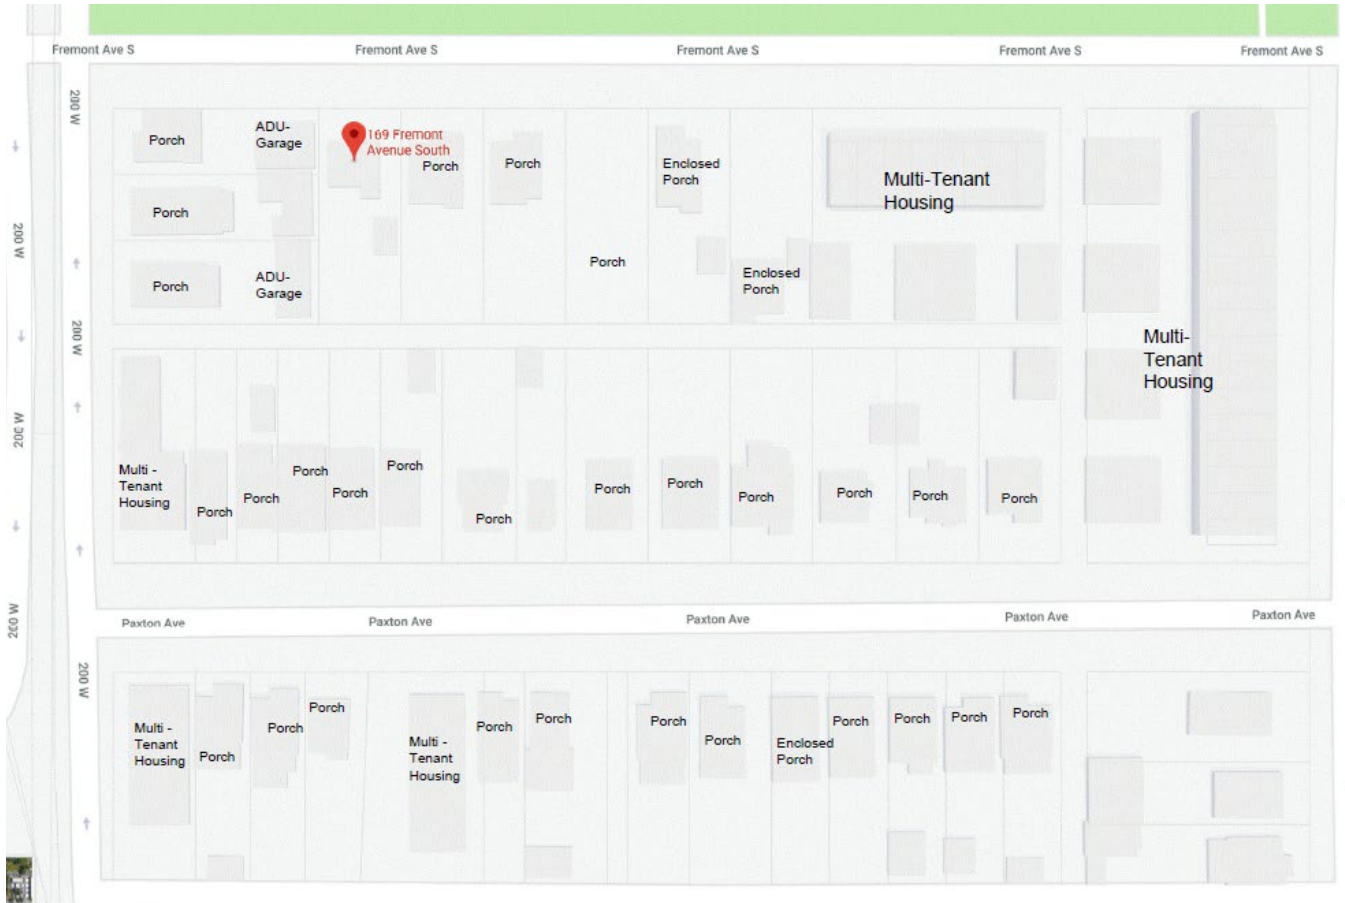 Fremont Ave S
Fremont Ave S
Fremont Ave S
Fremont Ave S
Fremont Ave S
200 W
Porch
ADU-
Garage
169 Fremont
Avenue South
Porch
Porch
Enclosed
Porch
Multi-Tenant
Housing
Porch
200 W
Porch
ADU-
Garage
Porch
Enclosed
Porch
200 W
Multi-
Tenant
Housing
200 W
Multi -
Tenant
Housing
Porch
Porch
Porch
Porch
Porch
Porch
Porch
Porch
Porch
Porch
Porch
Porch
200 W
Paxton Ave
Paxton Ave
Paxton Ave
Paxton Ave
Paxton Ave
200 W
Multi -
Tenant
Housing
Porch
Porch
Porch
Multi -
Tenant
Housing
Porch
Porch
Porch
Porch
Enclosed
Porch
Porch
Porch
Porch
Porch